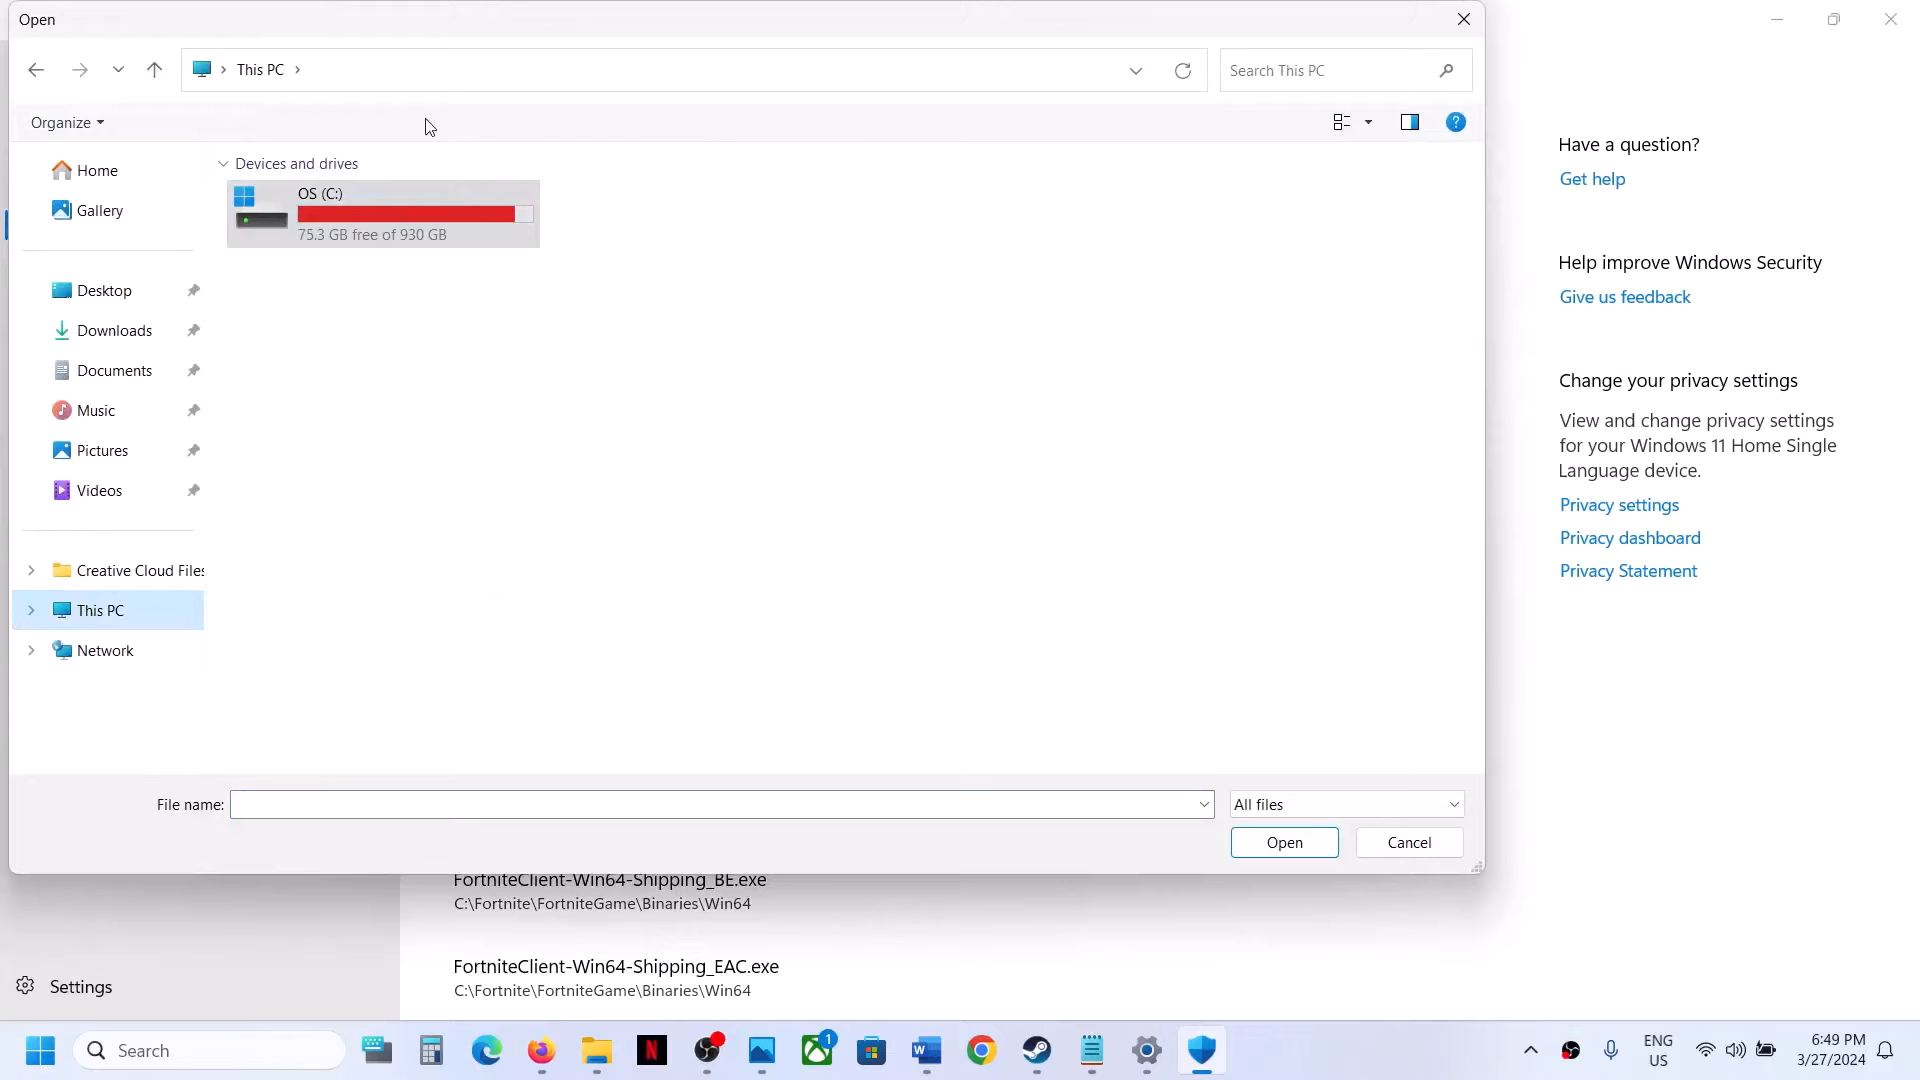 Open
This PC
Search This PC
Organize
Home
Gallery
Desktop
Downloads
Documents
Music
Pictures
Videos
Creative Cloud Files
This PC
Network
Devices and drives
OS (C:)
75.3 GB free of 930 GB
File name:
All files
Open
Cancel
Have a question?
Get help
Help improve Windows Security
Give us feedback
Change your privacy settings
View and change privacy settings
for your Windows 11 Home Single
Language device.
Privacy settings
Privacy dashboard
Privacy Statement
FortniteClient-Win64-Shipping_BE.exe
C:\Fortnite\FortniteGame\Binaries\Win64
FortniteClient-Win64-Shipping_EAC.exe
C:\Fortnite\FortniteGame\Binaries\Win64
Settings
Search
1
ENG
US
6:49 PM
3/27/2024